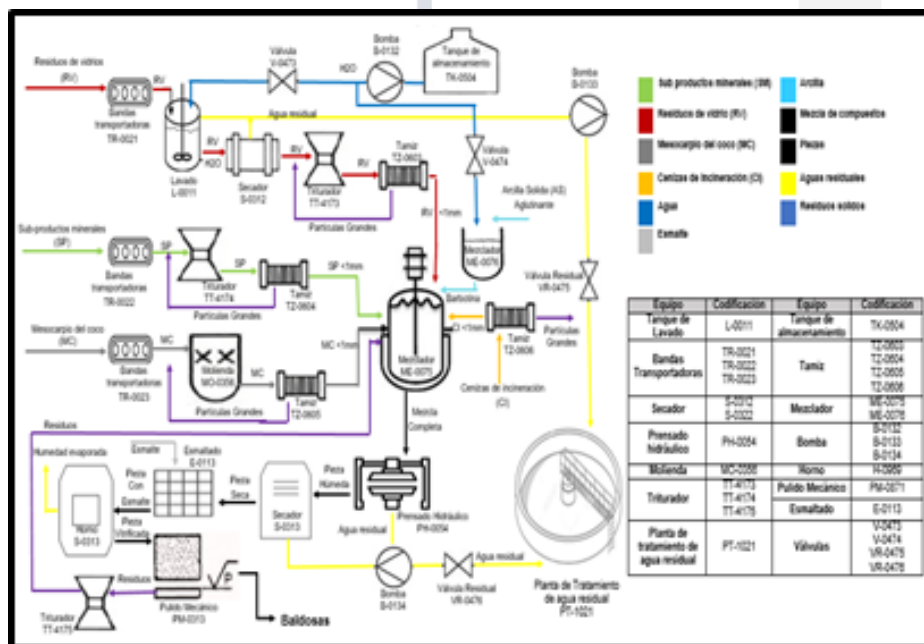 Residuos de vidrios
(RV)
RV
Bandas
transportadoras
TR-0021
Lavado
L-0011
RV
H2O
Secador
S-0312
Agua residual
RV
Triturador
TT-4173
RV
Tamiz
TZ-0603
Partículas Grandes
RV <1mm
Válvula
V-0473
H2O
Bomba
B-0132
Tanque de
almacenamiento
TK-0504
Bomba
B-0133
Válvula
V-0474
Arcilla Solida (AS)
Aglutinante
Mezclador
ME-0076
Barbotina
Válvula Residual
VR-0475
Sub-productos minerales
(SP)
Bandas
transportadoras
TR-0022
SP
Triturador
TT-4174
SP
Tamiz
TZ-0604
SP <1mm
Partículas Grandes
Mesocarpio del coco
(MC)
Bandas
transportadoras
TR-0023
MC
Molienda
MO-0356
MC
Tamiz
TZ-0605
MC <1mm
Partículas Grandes
Mezclador
ME-0075
CI <1mm
Tamiz
TZ-0606
Partículas
Grandes
Cenizas de incineración
(CI)
Mezcla
Completa
Prensado Hidráulico
PH-0054
Pieza
Húmeda
Secador
S-0313
Pieza
Seca
Esmalte
Esmaltado
E-0113
Pieza
Con
Esmalte
Humedad evaporada
Horno
S-0313
Pieza
Vitrificada
Residuos
Pulido Mecánico
PM-0313
P
Baldosas
Triturador
TT-4175
Agua residual
Bomba
B-0134
Agua residual
Válvula Residual
VR-0476
Planta de Tratamiento
de agua residual
PT-1021
Sub productos minerales (SM)
Residuos de vidrio (RV)
Mesocarpio del coco (MC)
Cenizas de Incineración (CI)
Agua
Esmalte
Arcilla
Mezcla de compuestos
Piezas
Aguas residuales
Residuos solidos
Equipo Codificación Equipo Codificación
Tanque de Lavado L-0011 Tanque de almacenamiento TK-0504
Bandas Transportadoras TR-0021 TR-0022 TR-0023 Tamiz TZ-0603 TZ-0604 TZ-0605 TZ-0606
Secador S-0312 S-0322 Mezclador ME-0075 ME-0076
Prensado hidráulico PH-0054 Bomba B-0132 B-0133 B-0134
Molienda MO-0356 Horno H-0969
Triturador TT-4173 TT-4174 TT-4175 Pulido Mecánico PM-0871
Esmaltado E-0113
Planta de tratamiento de agua residual PT-1021 Válvulas V-0473 V-0474 VR-0475 VR-0476